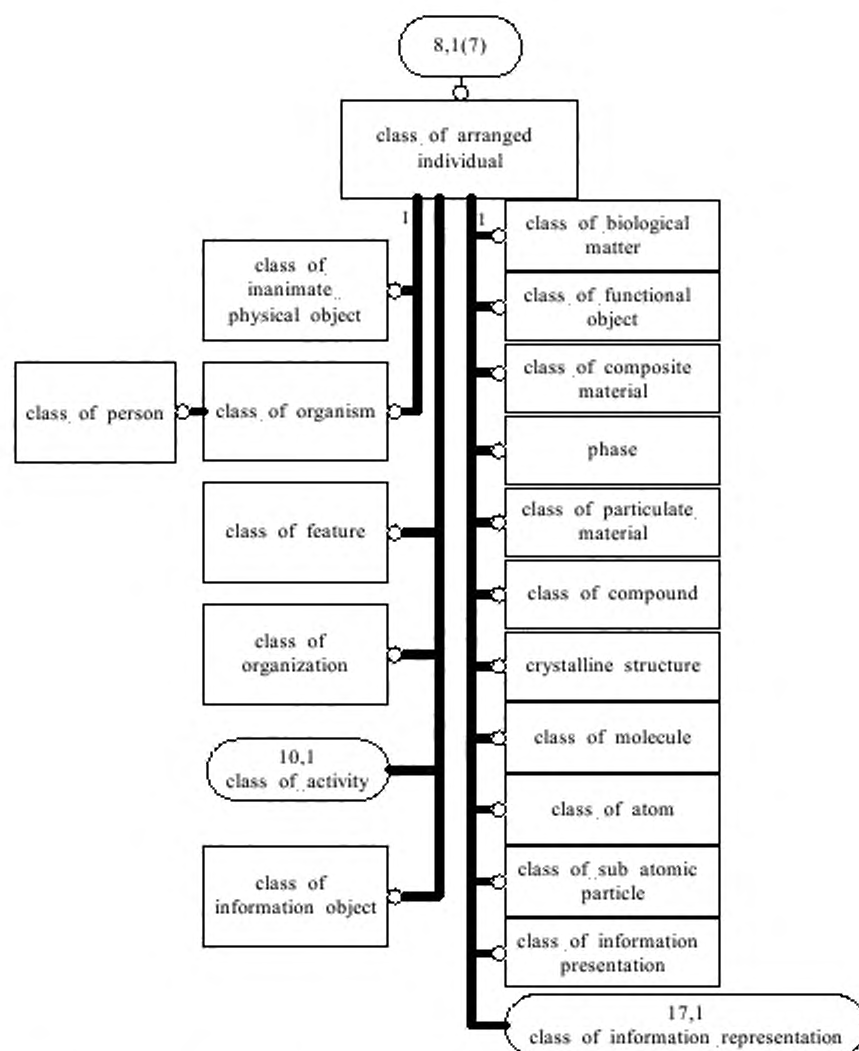 8,1(7)
class of arranged
individual
1
1
class of
inanimate
physical object
class of person
class of organism
class of feature
class of
organization
10,1
class of activity
class of
information object
class of biological
matter
class of functional
object
class of composite
material
phase
class of particulate
material
class of compound
crystalline structure
class of molecule
class of atom
class of sub atomic
particle
class of information
presentation
17,1
class of information representation